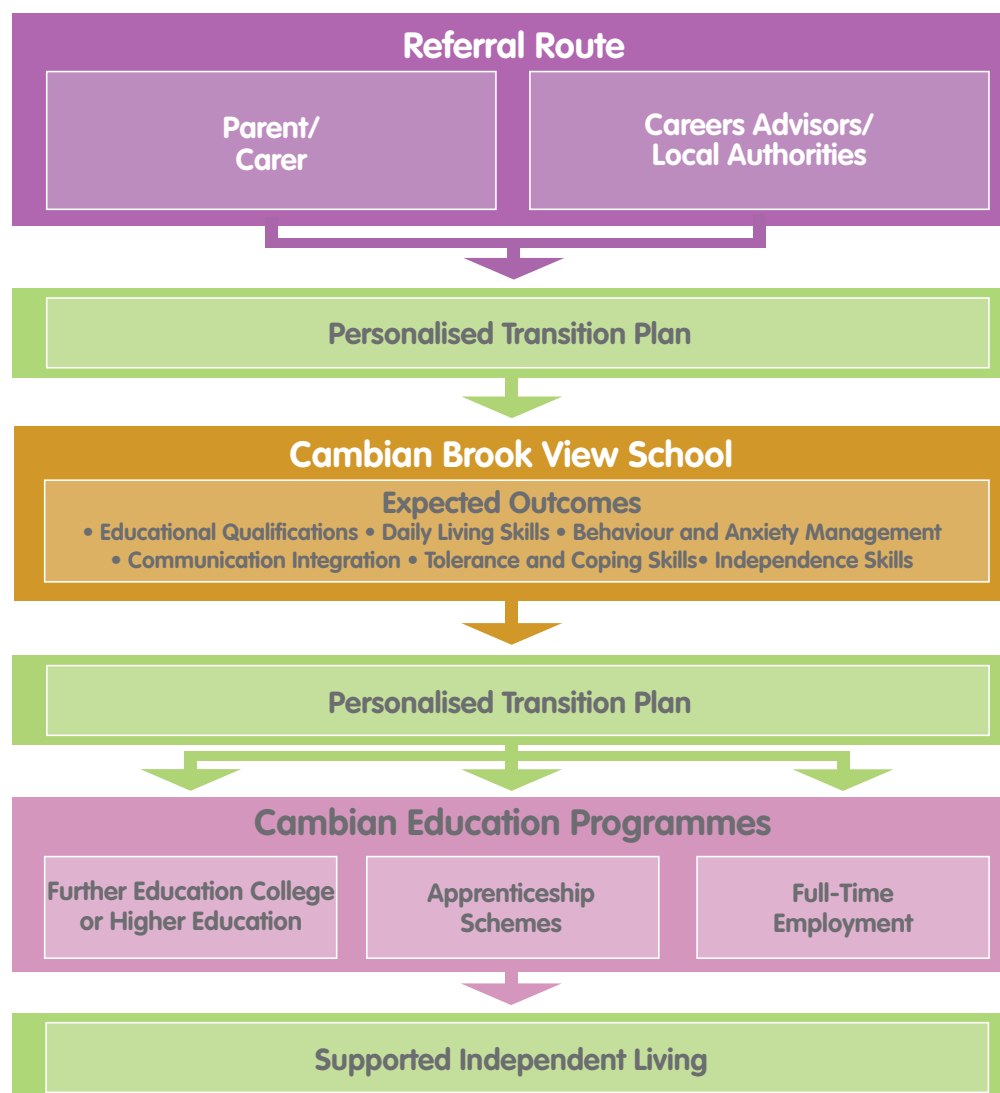 Referral Route
Parent/
Carer
Careers Advisors/
Local Authorities
Personalised Transition Plan
Cambian Brook View School
Expected Outcomes
• Educational Qualifications • Daily Living Skills • Behaviour and Anxiety Management
• Communication Integration • Tolerance and Coping Skills• Independence Skills
Personalised Transition Plan
Cambian Education Programmes
Further Education College
or Higher Education
Apprenticeship
Schemes
Full-Time
Employment
Supported Independent Living